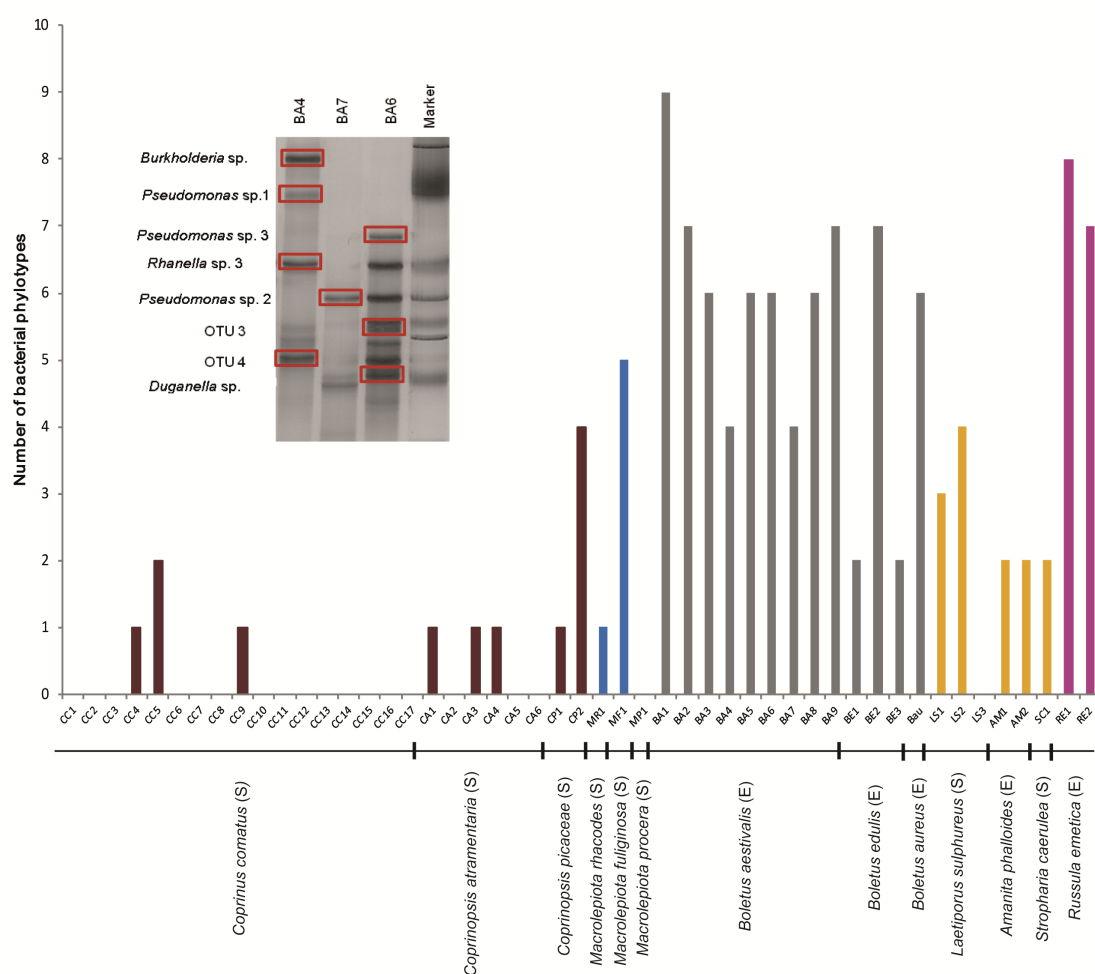 Number of bacterial phylotypes
10
9
8
7
6
5
4
3
2
1
0
BA4 BA7 BA6 Marker
Burkholderia sp.
Pseudomonas sp.1
Pseudomonas sp. 3
Rhanella sp. 3
Pseudomonas sp. 2
OTU 3
OTU 4
Duganella sp.
CC1 CC2 CC3 CC4 CC5 CC6 CC7 CC8 CC9 CC10 CC11 CC12 CC13 CC14 CC15 CC16 CC17 CA1 CA2 CA3 CA4 CA5 CA6 CP1 CP2 MR1 MF1 MP1 BA1 BA2 BA3 BA4 BA5 BA6 BA7 BA8 BA9 BE1 BE2 BE3 Bau LS1 LS2 LS3 AM1 AM2 SC1 RE1 RE2
Coprinus comatus (S)
Coprinopsis atramentaria (S)
Coprinopsis picaceae (S)
Macrolepiota rhacodes (S)
Macrolepiota fuliginosa (S)
Macrolepiota procera (S)
Boletus aestivalis (E)
Boletus edulis (E)
Boletus aureus (E)
Laetiporus sulphureus (S)
Amanita phalloides (E)
Stropharia caerulea (S)
Russula emetica (E)